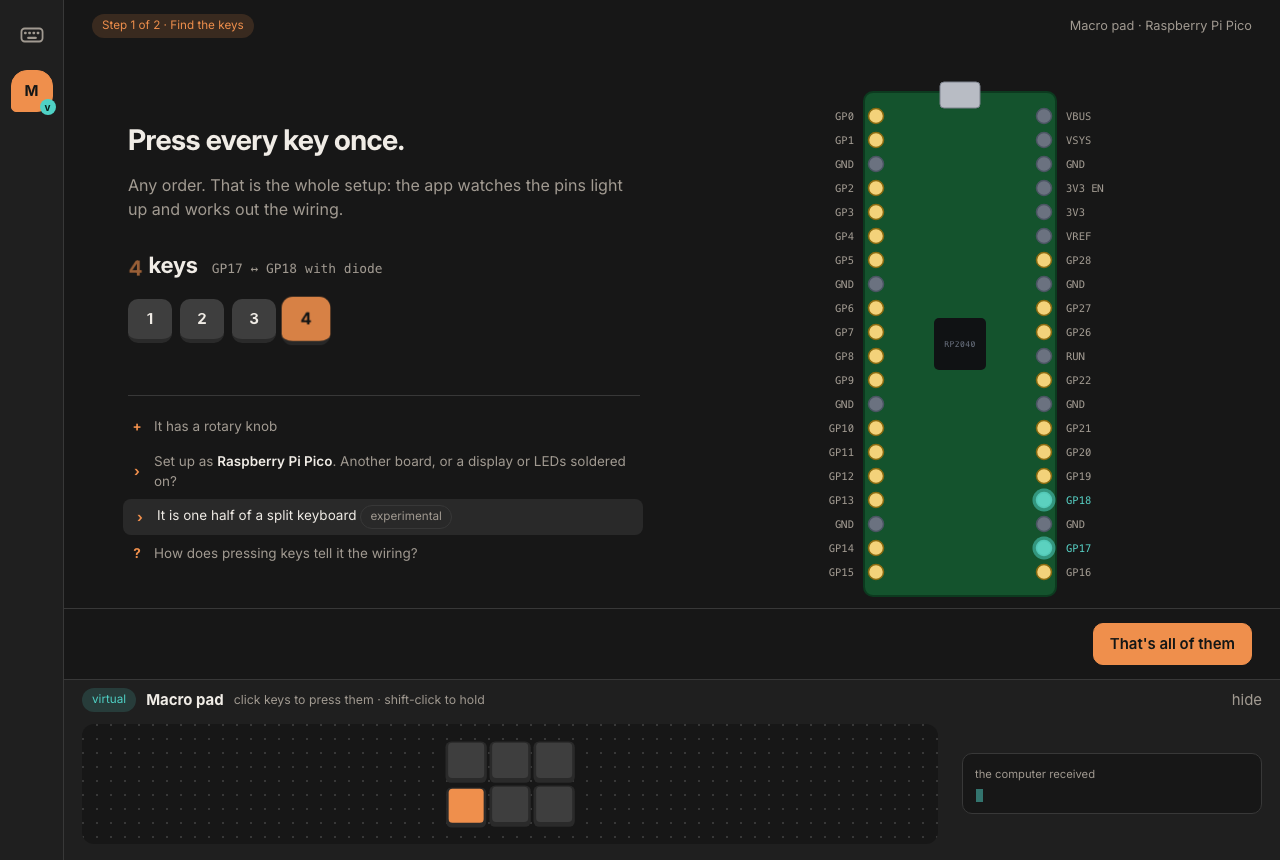 Step 1 of 2 · Find the keys
Macro pad · Raspberry Pi Pico
M
v
Press every key once.
Any order. That is the whole setup: the app watches the pins light
up and works out the wiring.
4 keys GP17 ↔ GP18 with diode
1 2 3 4
+ It has a rotary knob
› Set up as Raspberry Pi Pico. Another board, or a display or LEDs soldered
on?
› It is one half of a split keyboard experimental
? How does pressing keys tell it the wiring?
GP0 VBUS
GP1 VSYS
GND GND
GP2 3V3 EN
GP3 3V3
GP4 VREF
GP5 GP28
GND GND
GP6 GP27
GP7 GP26
RP2040
GP8 RUN
GP9 GP22
GND GND
GP10 GP21
GP11 GP20
GP12 GP19
GP13 GP18
GND GND
GP14 GP17
GP15 GP16
That's all of them
virtual Macro pad click keys to press them · shift-click to hold
hide
the computer received